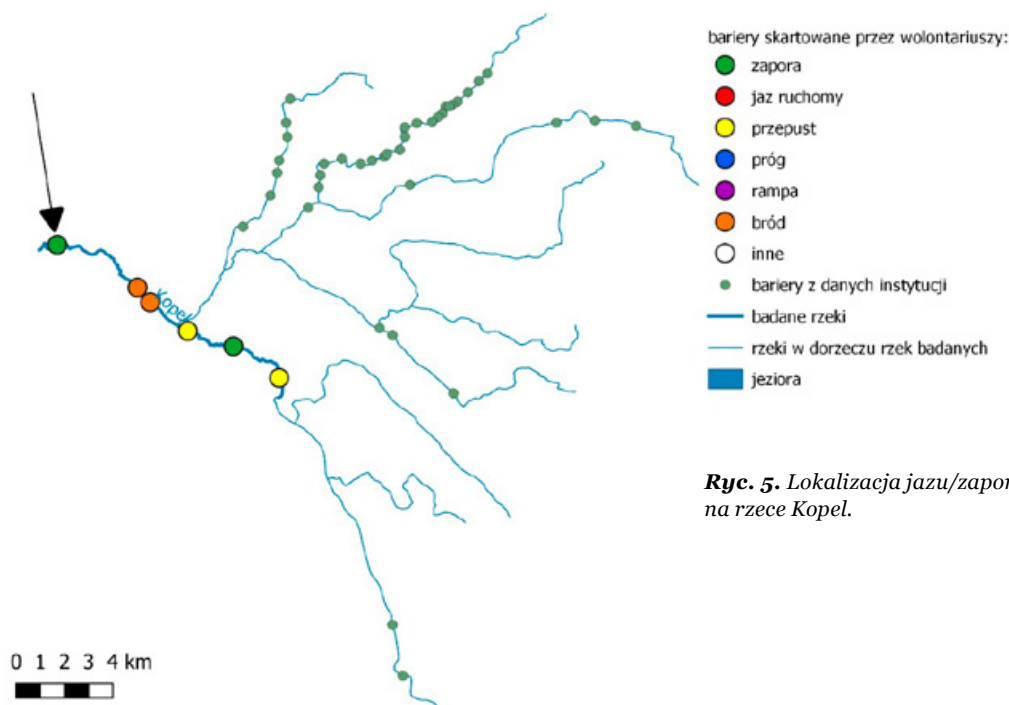 bariery skartowane przez wolontariuszy:
zapora
jaz ruchomy
przepust
próg
rampa
bród
inne
bariery z danych instytucji
badane rzeki
rzeki w dorzeczu rzek badanych
jeziora
Kopel
Ryc. 5. Lokalizacja jazu/zapor
na rzece Kopel.
0 1 2 3 4 km